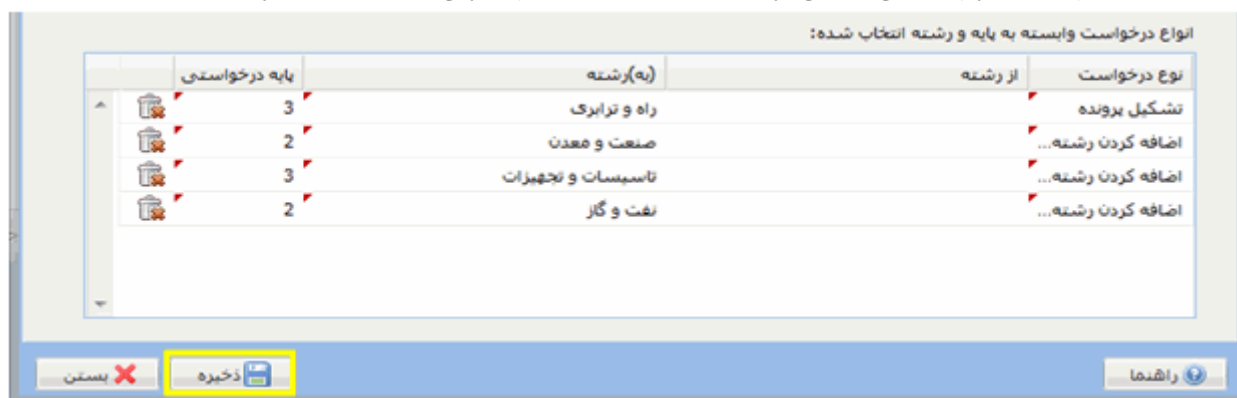 انواع درخواست وابسته به پایه و رشته انتخاب شده:
نوع درخواست از رشته (به)رشته پایه درخواستی
تشکیل پرونده راه و ترابری 3
اضافه کردن رشته... صنعت و معدن 2
اضافه کردن رشته... تاسیسات و تجهیزات 3
اضافه کردن رشته... نفت و گاز 2
راهنما ذخیره بستن